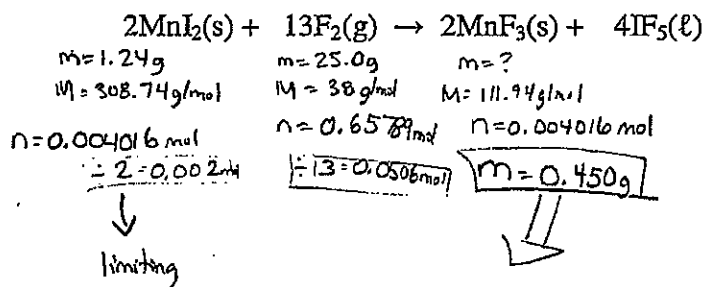 2MnI₂(s) + 13F₂(g) → 2MnF₃(s) + 4IF₅(ℓ)
m = 1.24g m = 25.0g m = ?
M = 308.74g/mol M = 38 g/mol M = 111.94g/mol
n = 0.004016 mol n = 0.6579mol n = 0.004016 mol
÷ 2 = 0.002mol ÷ 13 = 0.0506mol m = 0.450g
limiting